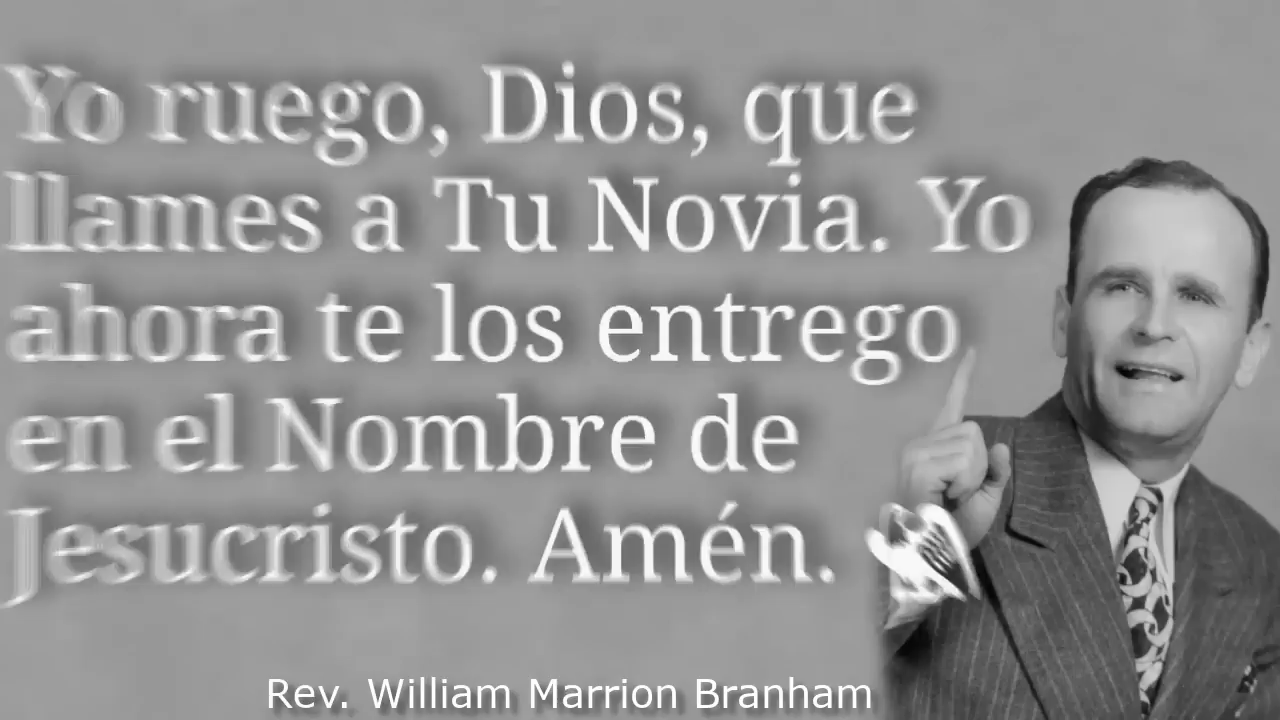 Yo ruego, Dios, que
llames a Tu Novia. Yo
ahora te los entrego
en el Nombre de
Jesucristo. Amén.
Rev. William Marrion Branham